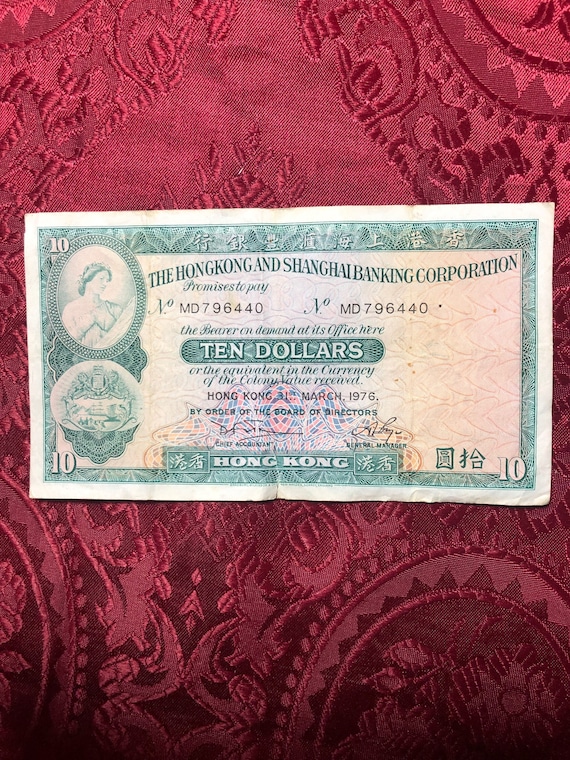 10
行銀豐滙海上港香
THE HONGKONG AND SHANGHAI BANKING CORPORATION
Promises to pay
No MD796440 No MD796440
the Bearer on demand at its Office here
TEN DOLLARS
or the equivalent in the Currency
of the Colony Value received.
HONG KONG 31ST MARCH, 1976.
BY ORDER OF THE BOARD OF DIRECTORS
CHIEF ACCOUNTANT GENERAL MANAGER
10 港香 HONG KONG 港香 圓拾 10